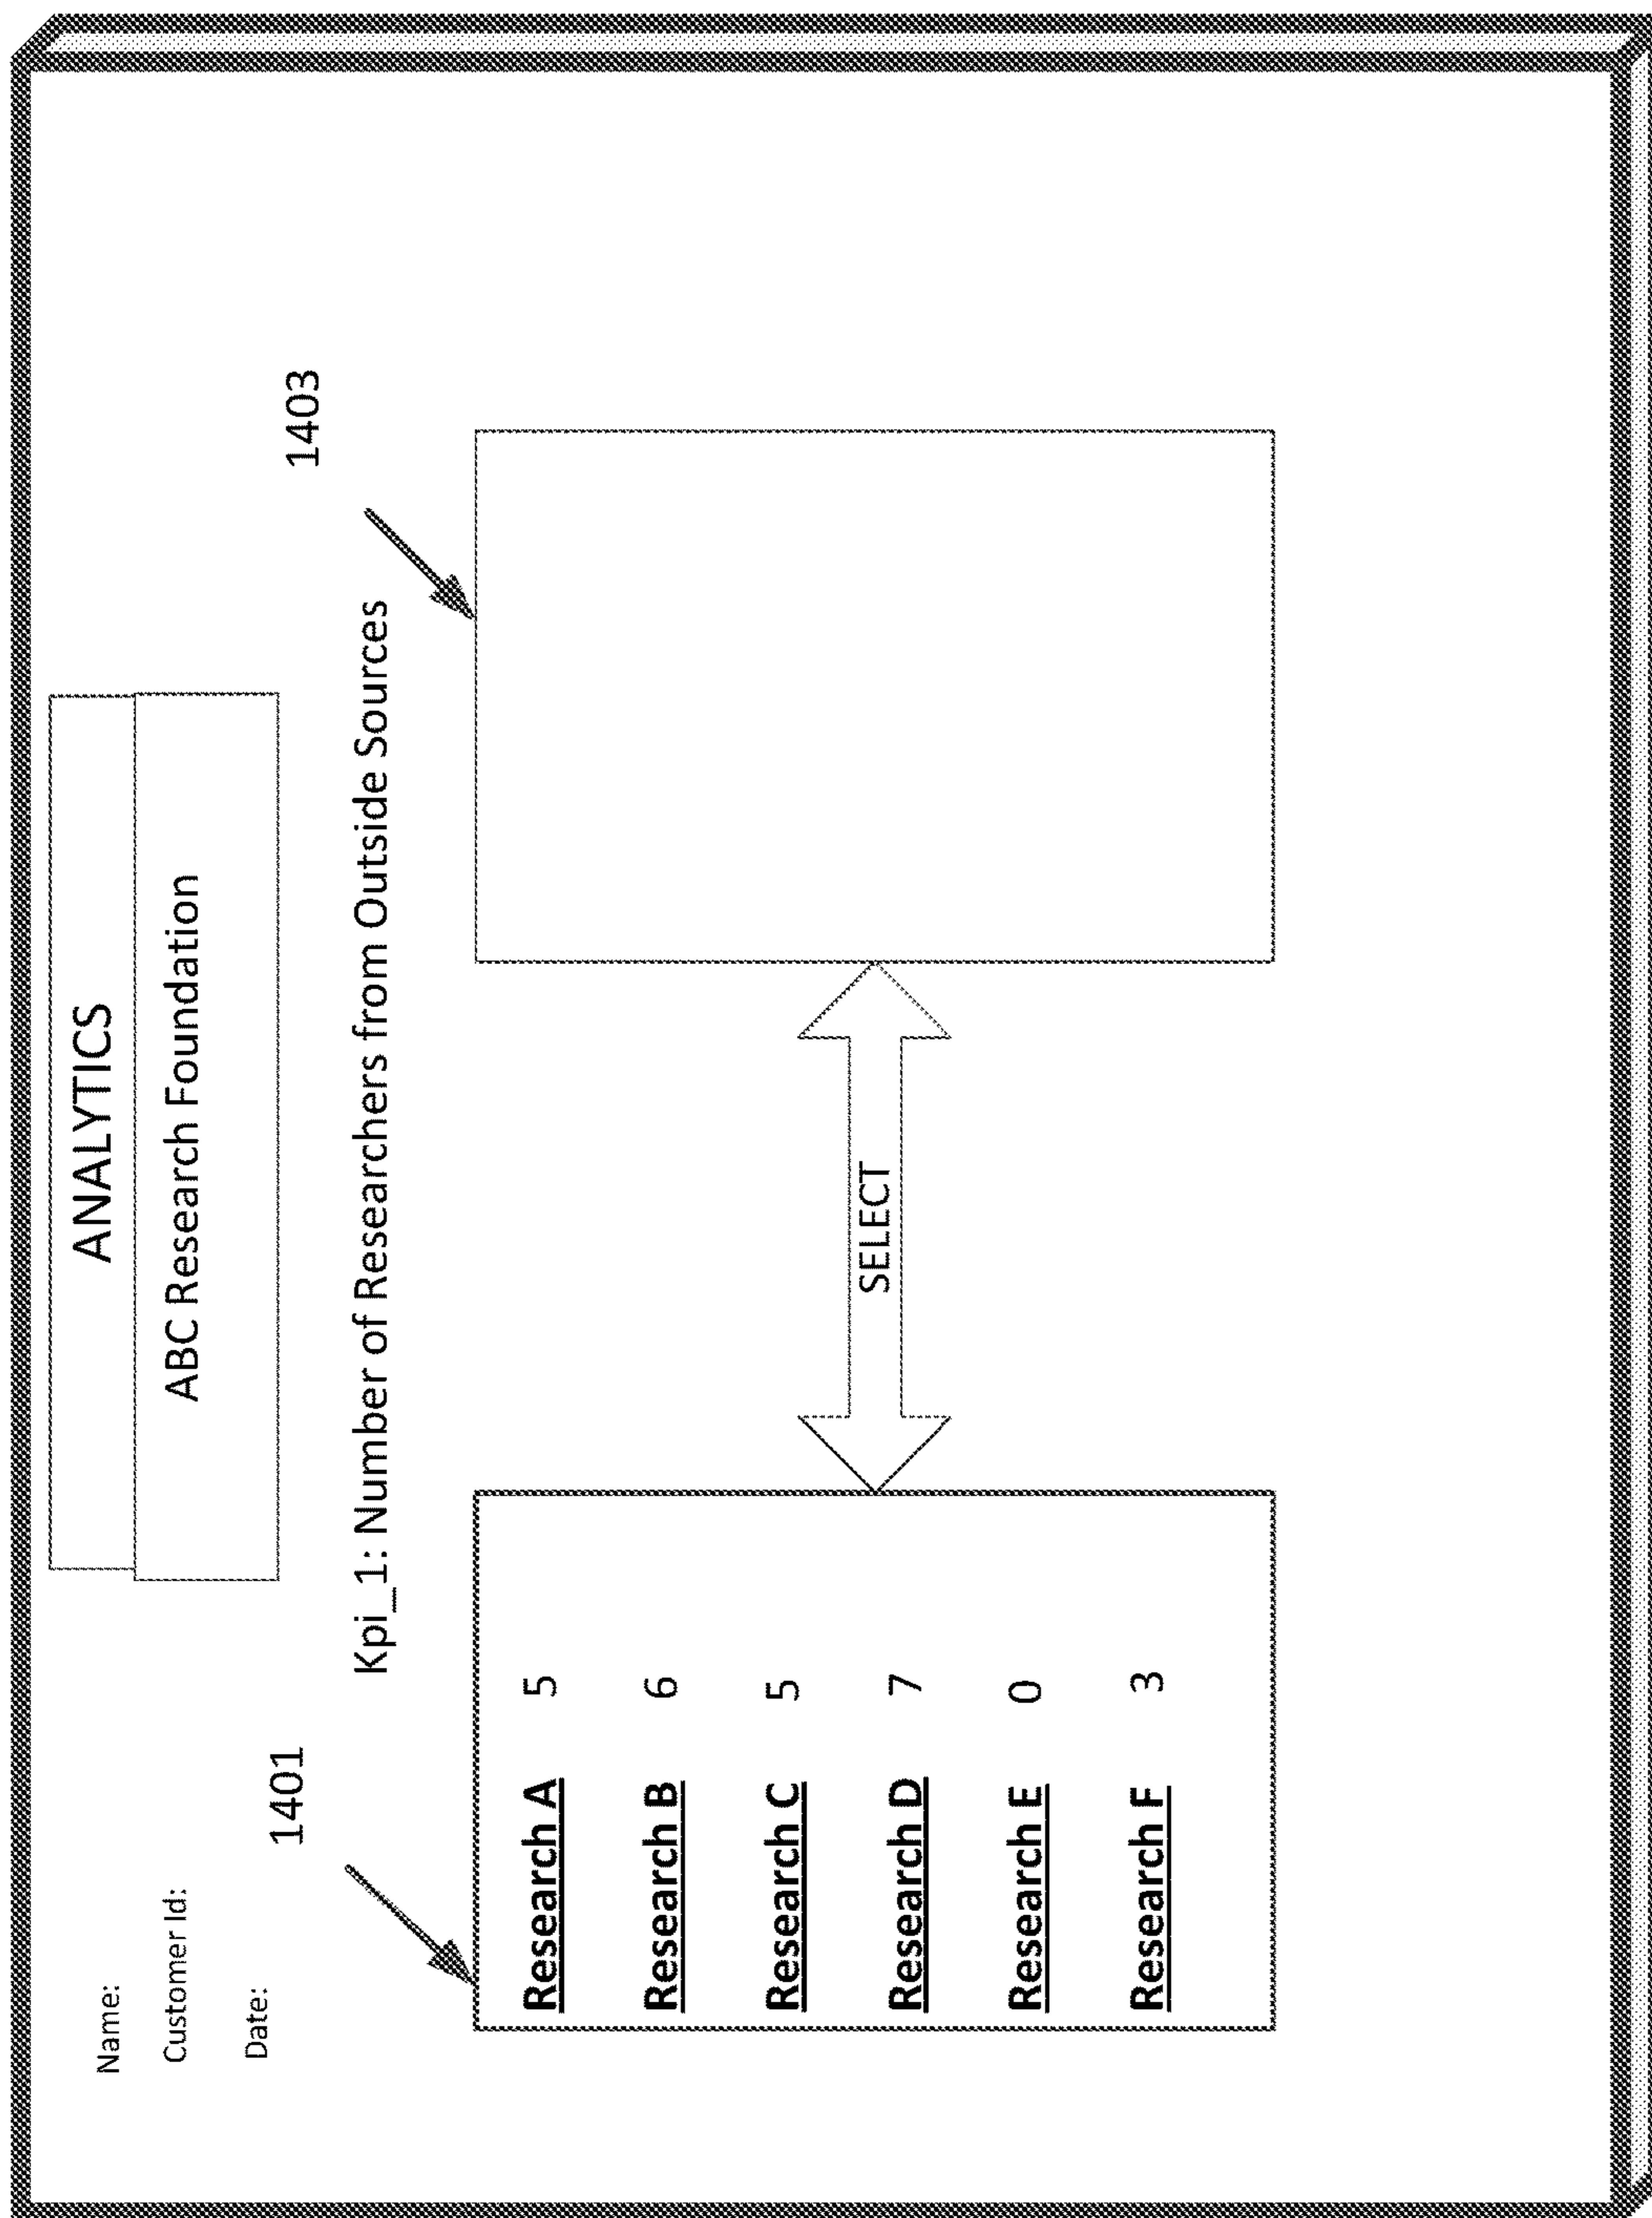 ANALYTICS
Name:
ABC Research Foundation
Customer Id:
Date:
1401
1403
Kpi_1: Number of Researchers from Outside Sources
Research A 5
Research B 6
Research C 5
Research D 7
Research E 0
Research F 3
SELECT